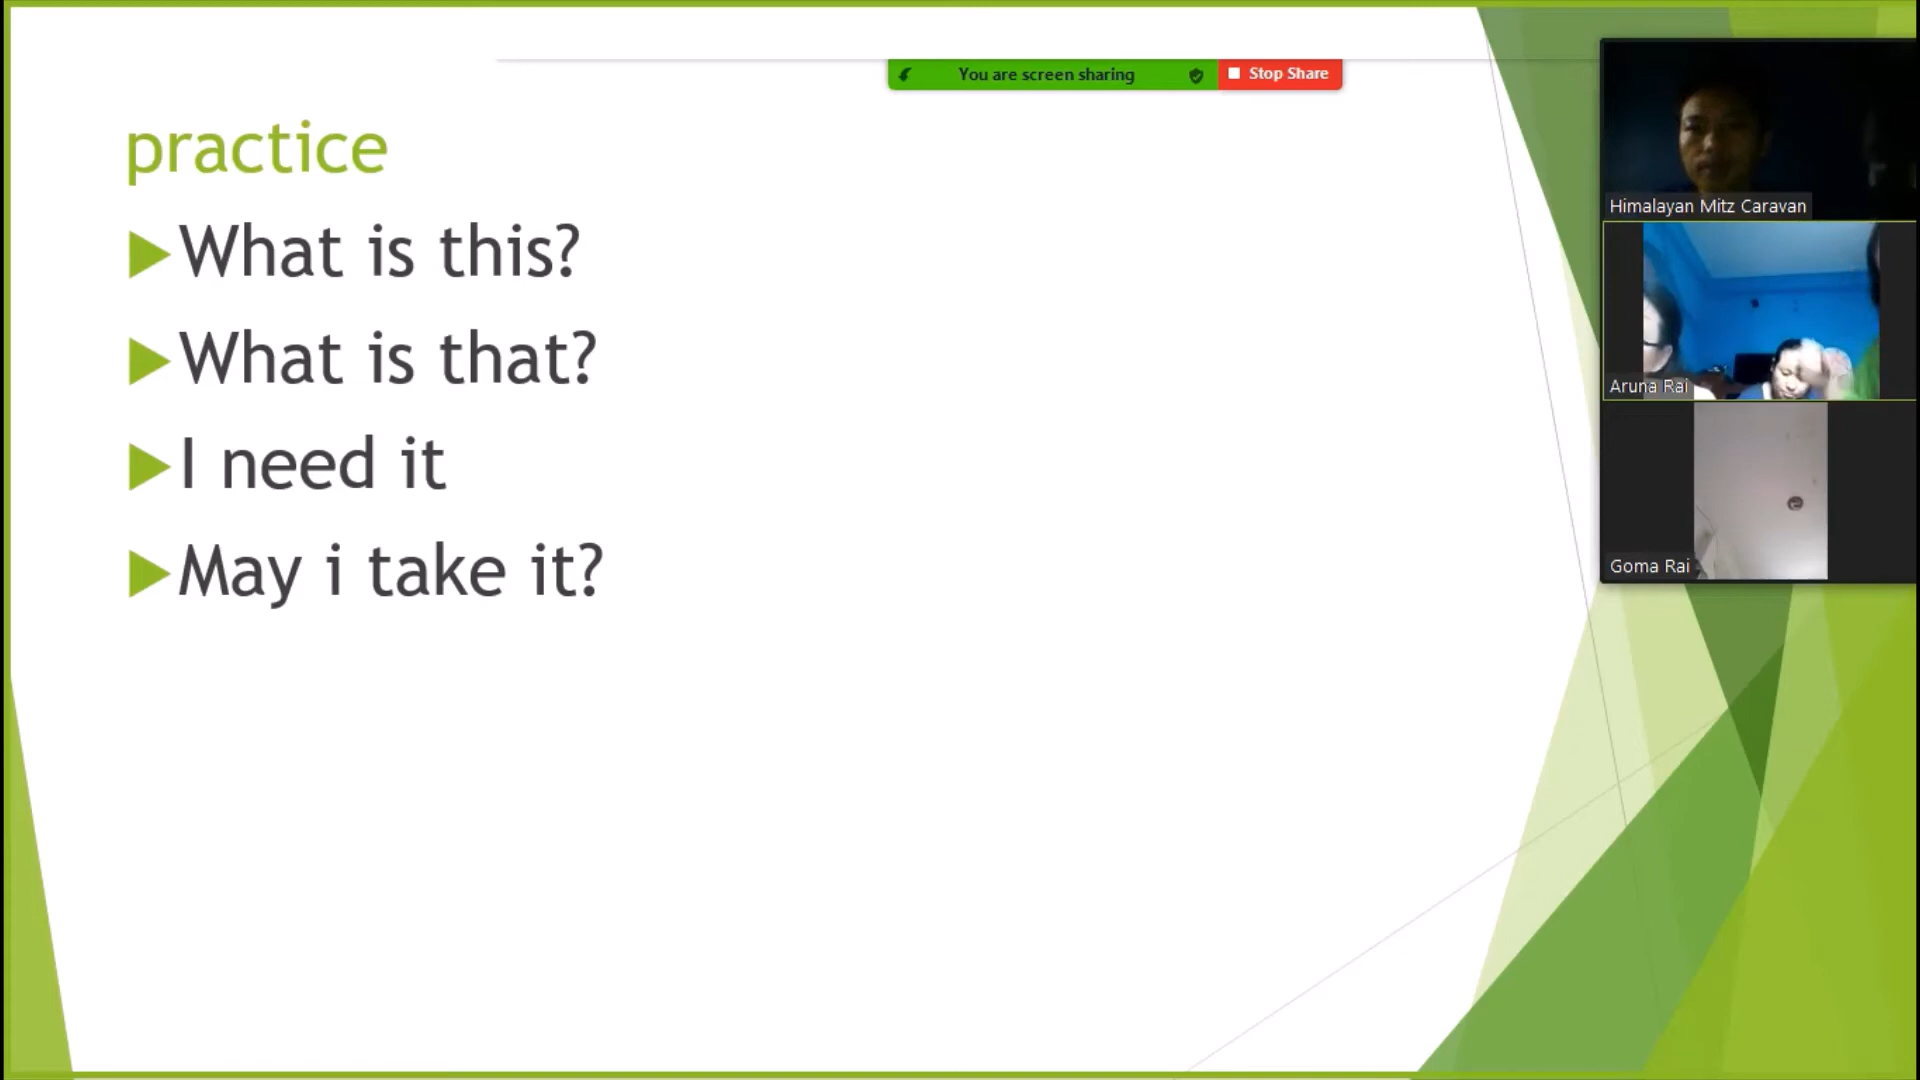 You are screen sharing
Stop Share
practice
What is this?
What is that?
I need it
May i take it?
Himalayan Mitz Caravan
Aruna Rai
Goma Rai